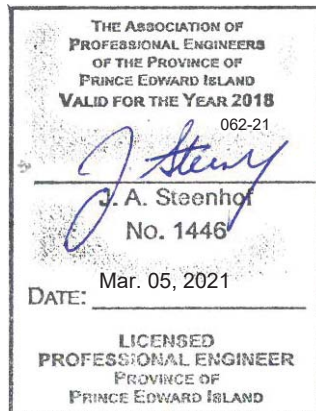 THE ASSOCIATION OF
PROFESSIONAL ENGINEERS
OF THE PROVINCE OF
PRINCE EDWARD ISLAND
VALID FOR THE YEAR 2018
062-21
J. Steenhof
J. A. Steenhof
No. 1446
Mar. 05, 2021
DATE:
LICENSED
PROFESSIONAL ENGINEER
PROVINCE OF
PRINCE EDWARD ISLAND